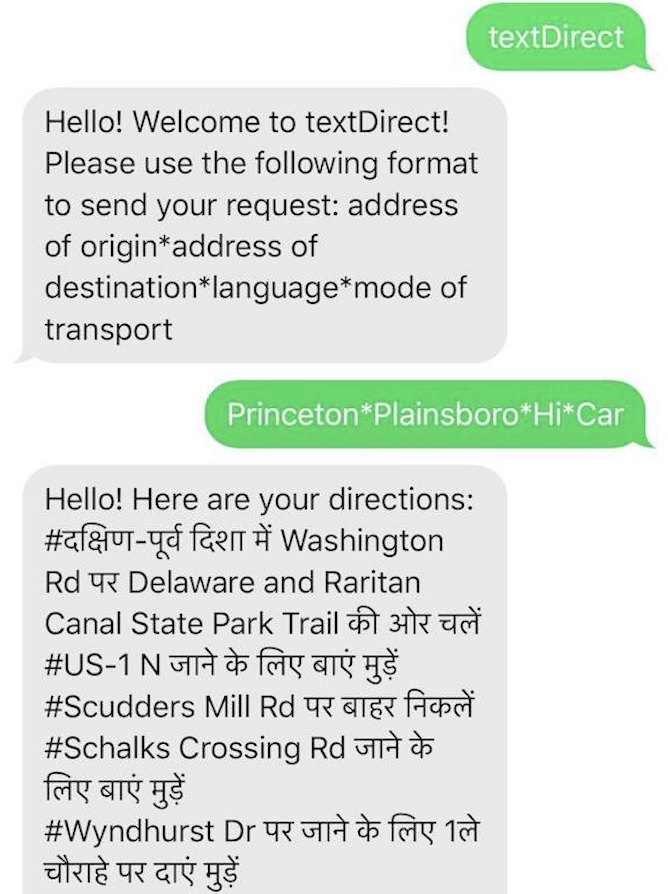 textDirect
Hello! Welcome to textDirect!
Please use the following format
to send your request: address
of origin*address of
destination*language*mode of
transport
Princeton*Plainsboro*Hi*Car
Hello! Here are your directions:
#दक्षिण-पूर्व दिशा में Washington
Rd पर Delaware and Raritan
Canal State Park Trail की ओर चलें
#US-1 N जाने के लिए बाएं मुड़ें
#Scudders Mill Rd पर बाहर निकलें
#Schalks Crossing Rd जाने के
लिए बाएं मुड़ें
#Wyndhurst Dr पर जाने के लिए 1ले
चौराहे पर दाएं मुड़ें